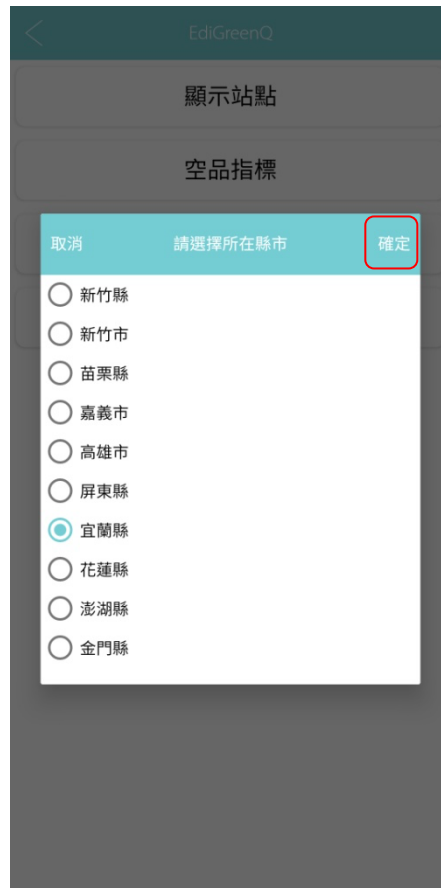 EdiGreenQ
顯示站點
空品指標
取消 請選擇所在縣市 確定
新竹縣
新竹市
苗栗縣
嘉義市
高雄市
屏東縣
宜蘭縣
花蓮縣
澎湖縣
金門縣